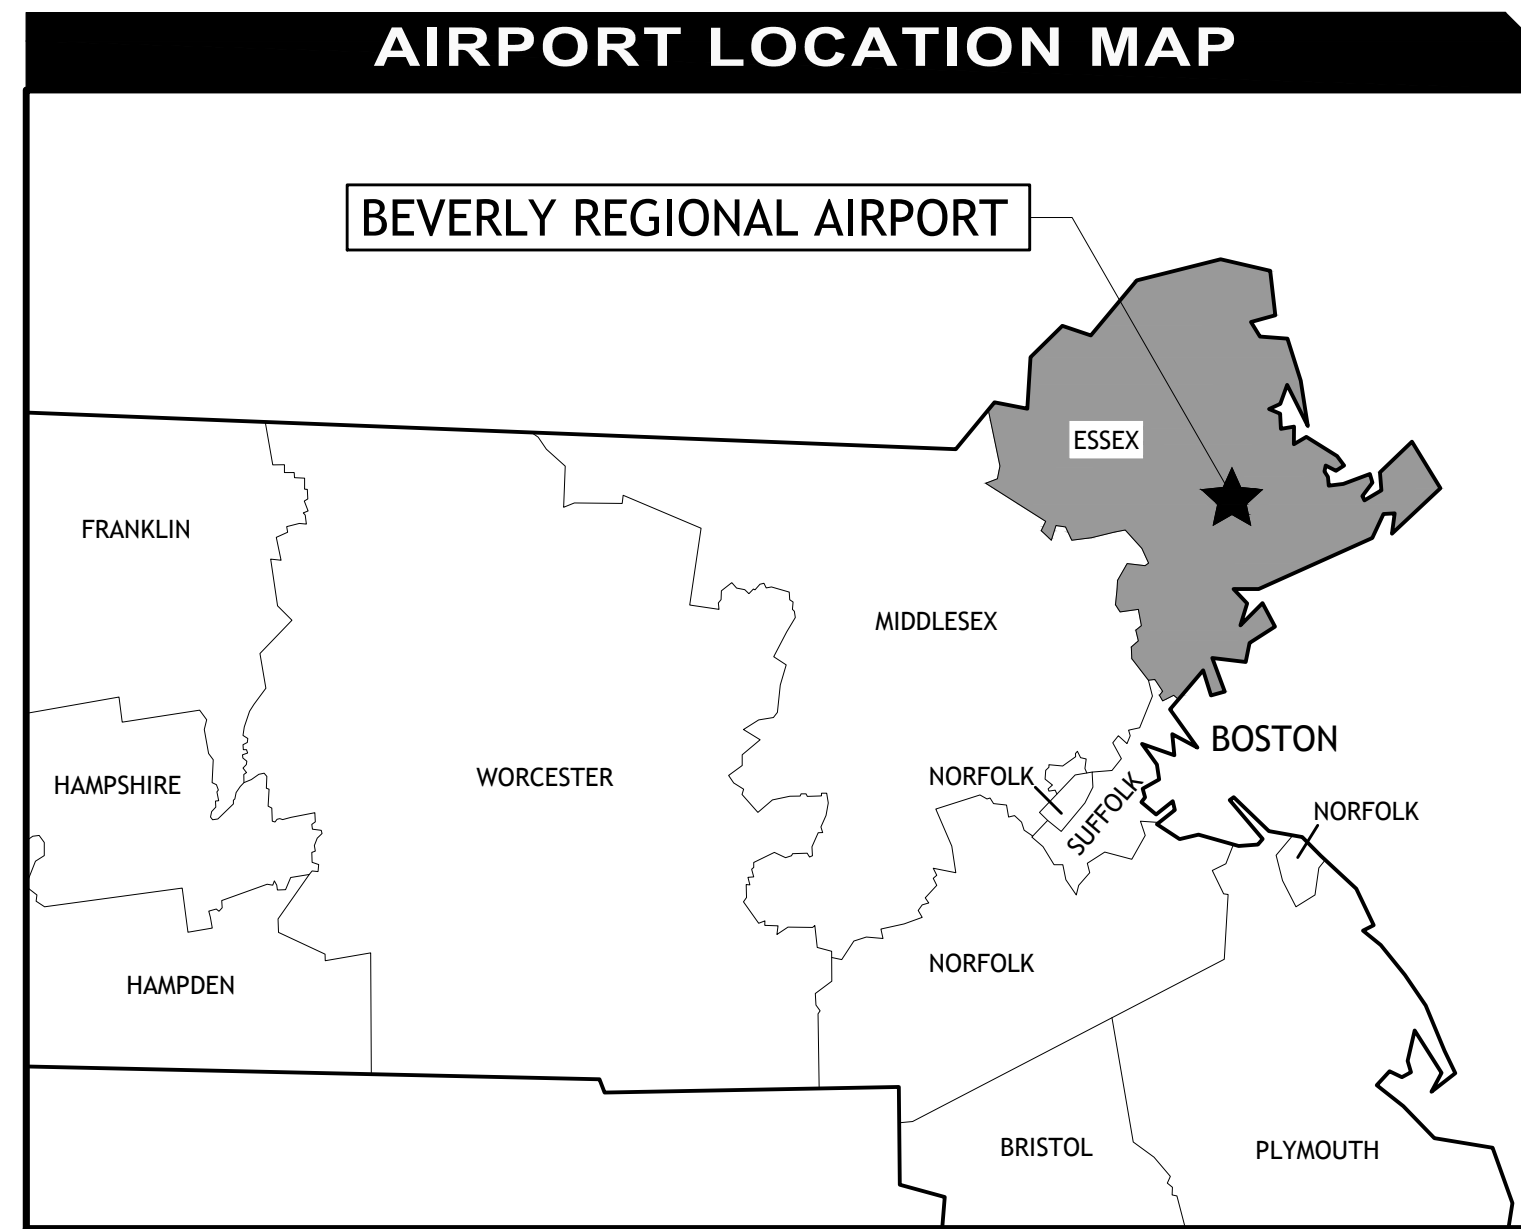 AIRPORT LOCATION MAP
BEVERLY REGIONAL AIRPORT
ESSEX
FRANKLIN
MIDDLESEX
BOSTON
HAMPSHIRE
WORCESTER
NORFOLK
SUFFOLK
NORFOLK
HAMPDEN
NORFOLK
BRISTOL
PLYMOUTH